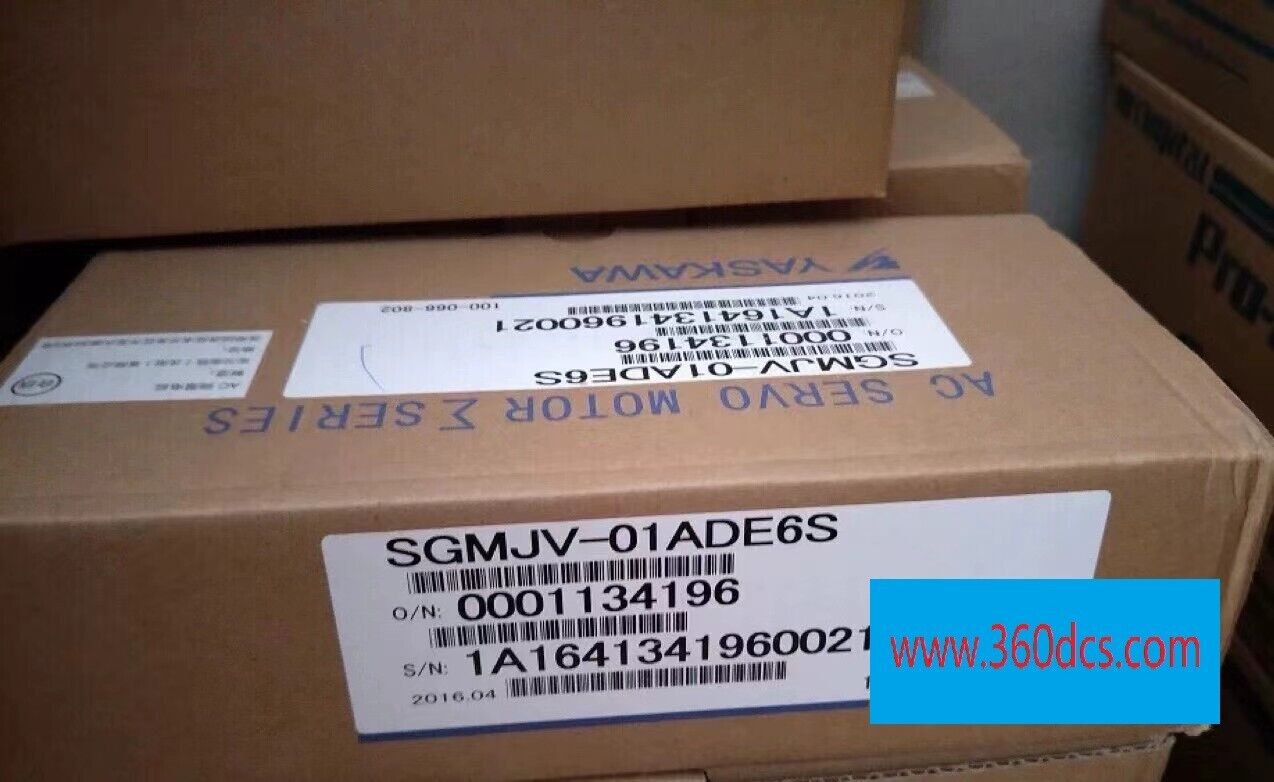 YASKAWA
2016.04
100-066-802
S/N: 1A1641341960021
O/N: 0001134196
SGMJV-01ADE6S
AC SERVO MOTOR Σ SERIES
SGMJV-01ADE6S
O/N: 0001134196
S/N: 1A1641341960021
2016.04
www.360dcs.com